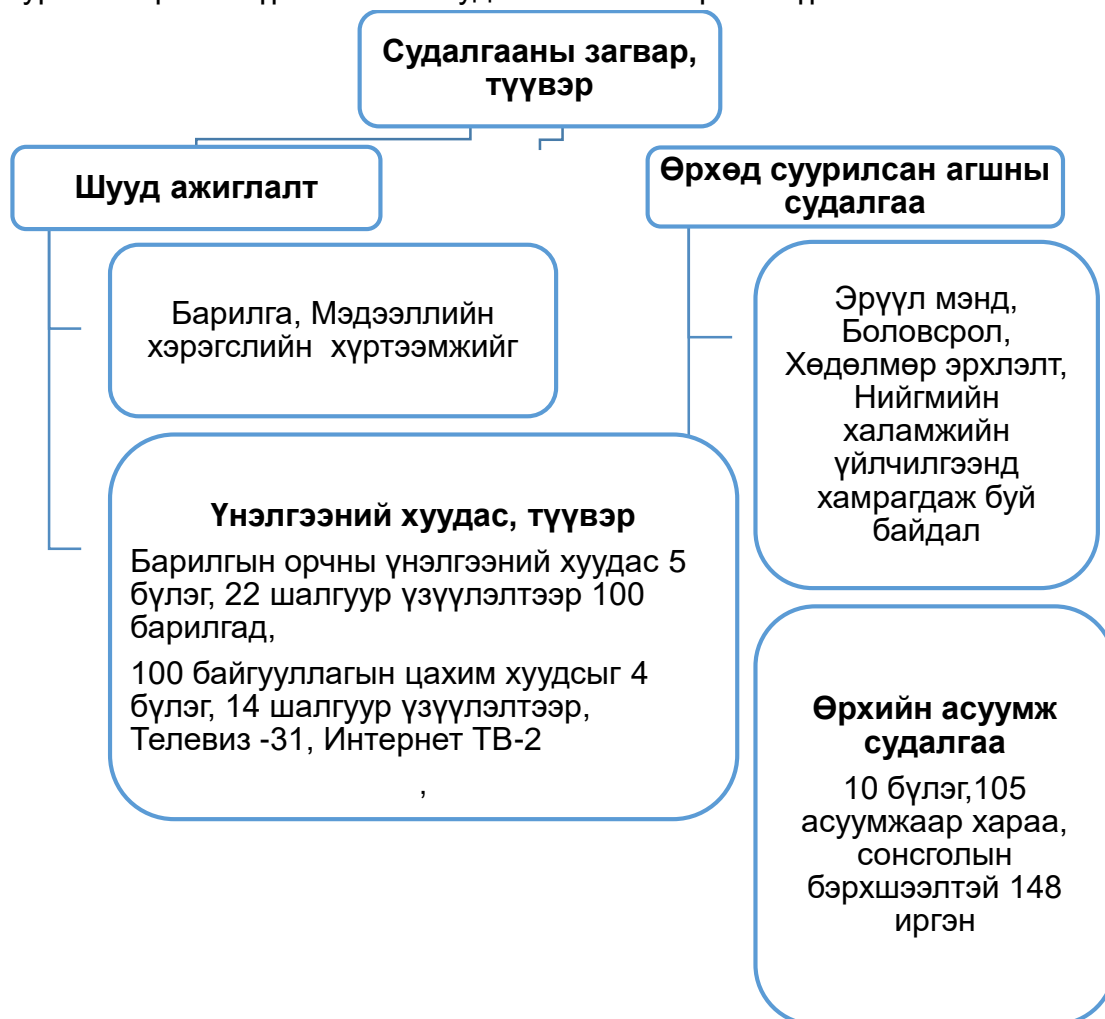 Судалгааны загвар,
түүвэр
Шууд ажиглалт
Барилга, Мэдээллийн
хэрэгслийн хүртээмжийг
Үнэлгээний хуудас, түүвэр
Барилгын орчны үнэлгээний хуудас 5
бүлэг, 22 шалгуур үзүүлэлтээр 100
барилгад,
100 байгууллагын цахим хуудсыг 4
бүлэг, 14 шалгуур үзүүлэлтээр,
Телевиз -31, Интернет ТВ-2
,
Өрхөд суурилсан агшны
судалгаа
Эрүүл мэнд,
Боловсрол,
Хөдөлмөр эрхлэлт,
Нийгмийн
халамжийн
үйлчилгээнд
хамрагдаж буй
байдал
Өрхийн асуумж
судалгаа
10 бүлэг,105
асуумжаар хараа,
сонсголын
бэрхшээлтэй 148
иргэн